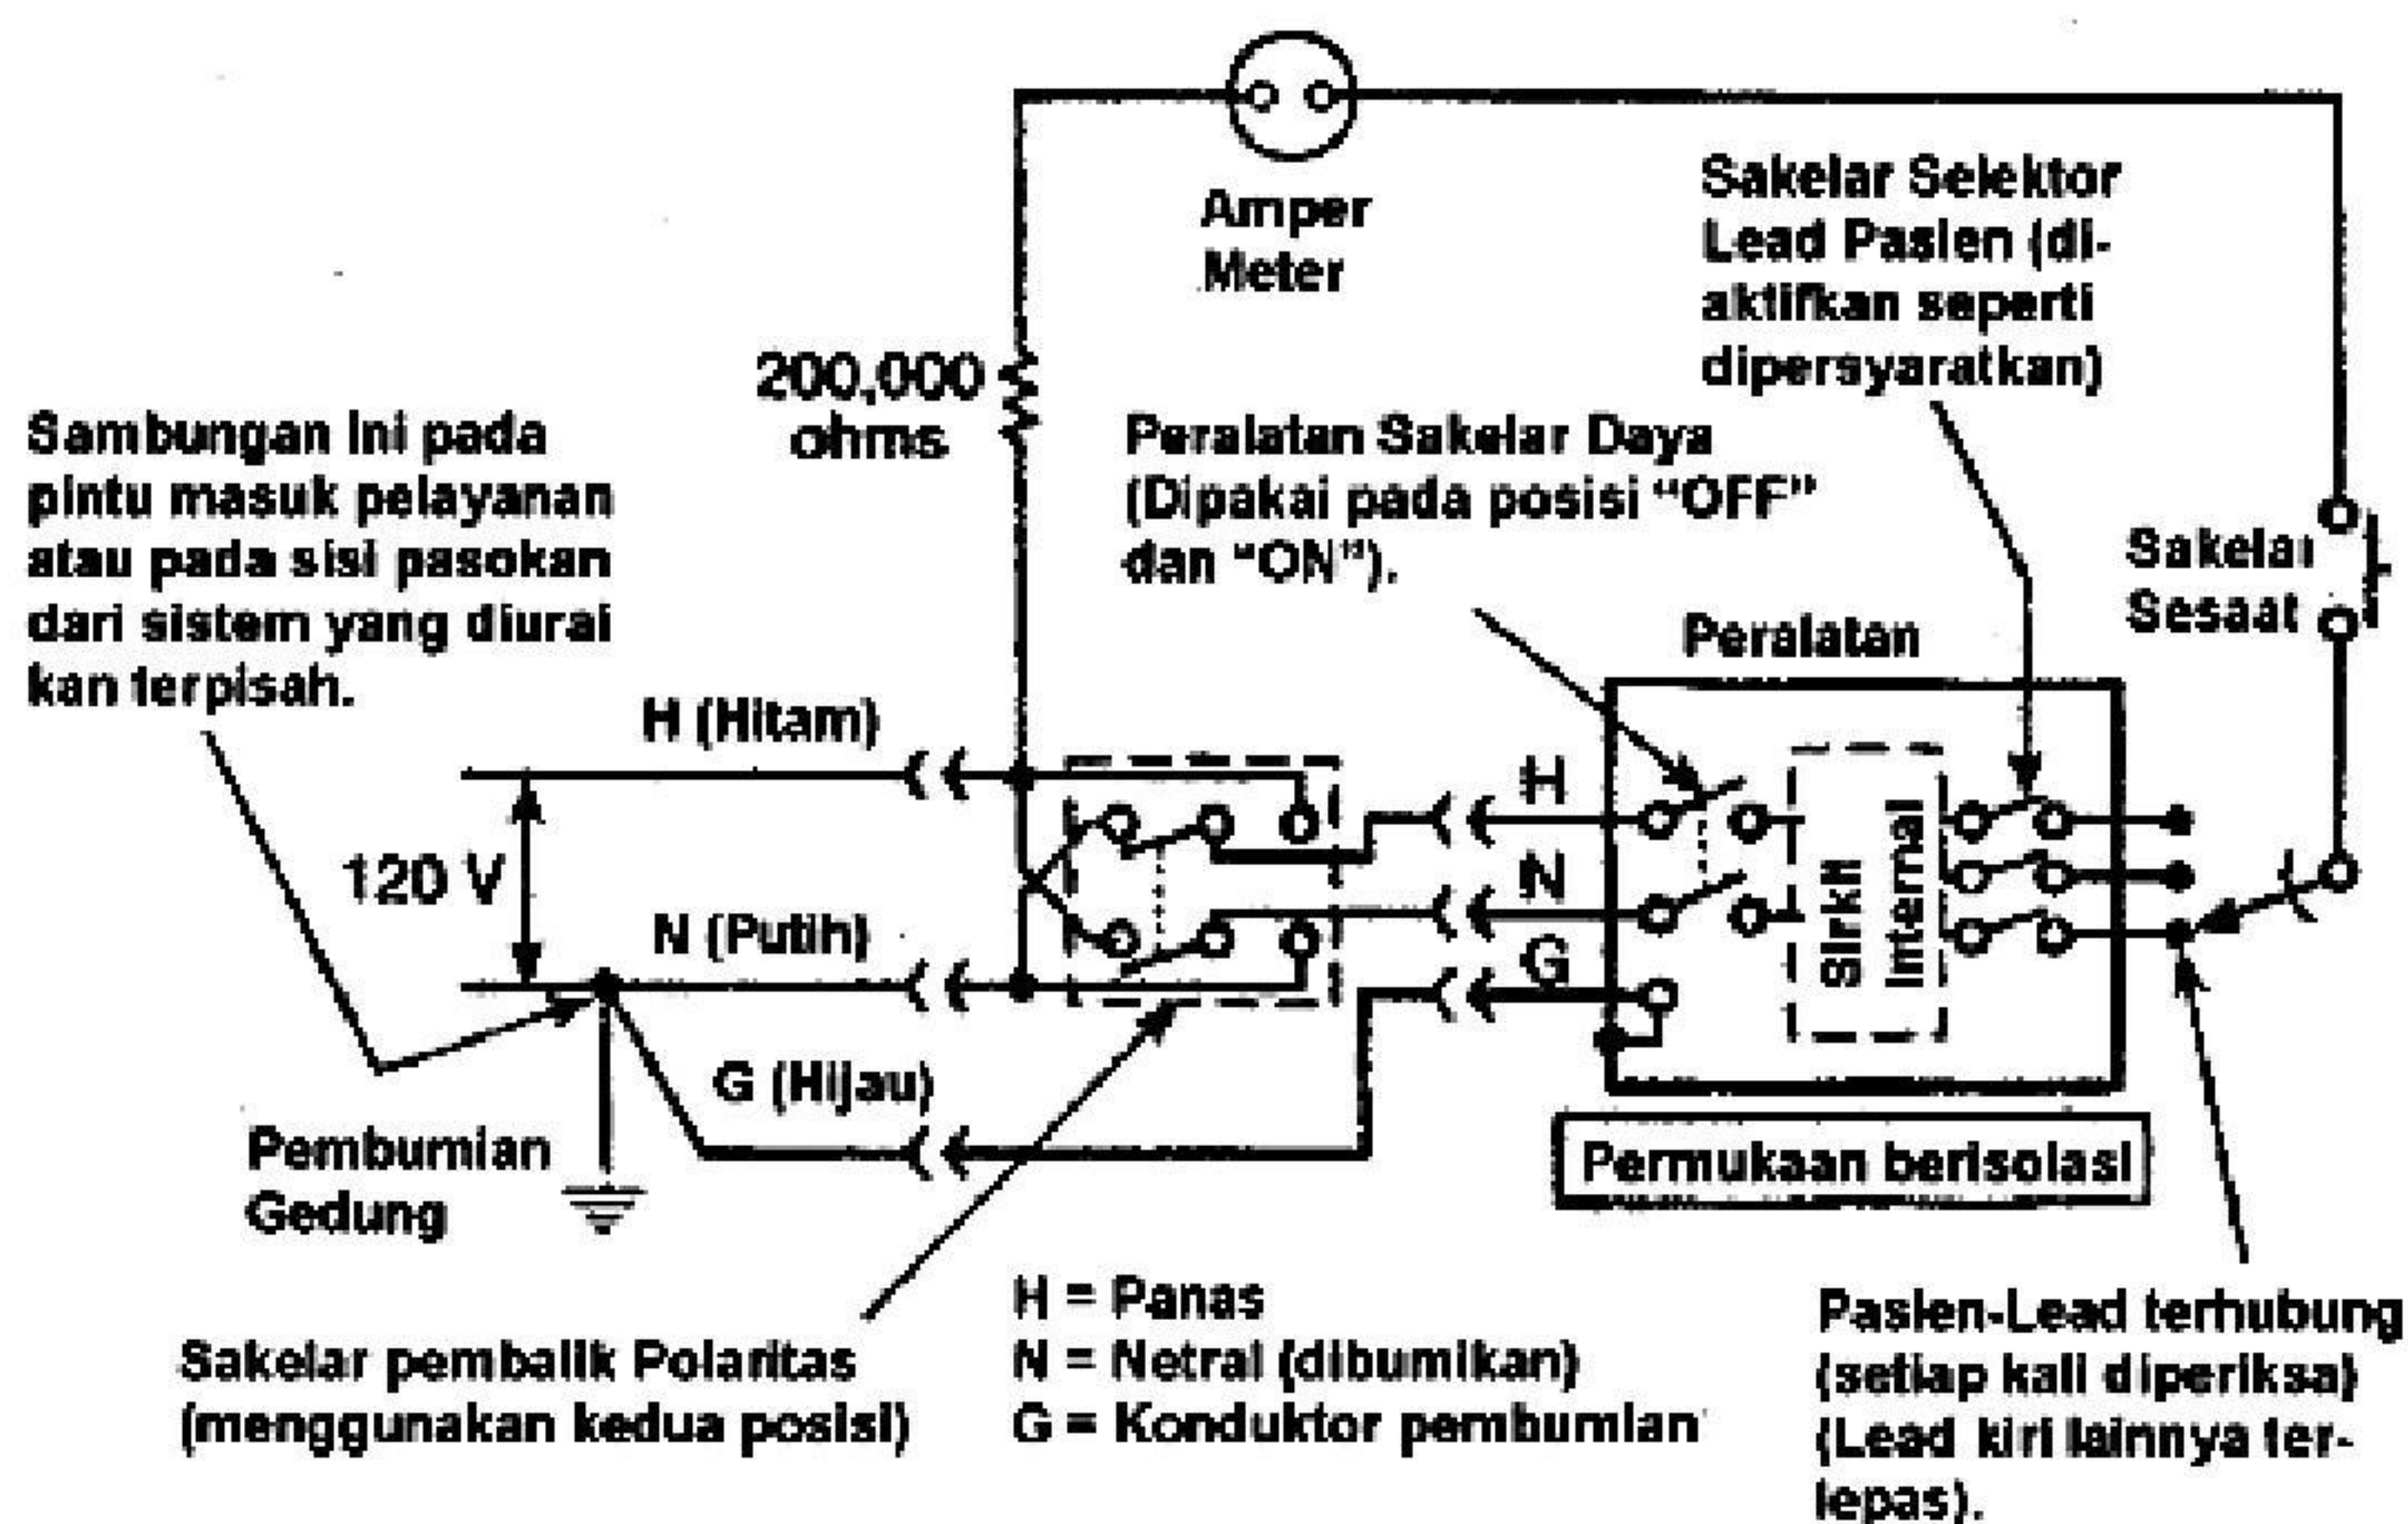 Amper
Meter
Sakelar Selektor
Lead Pasien (di-
aktifkan seperti
dipersyaratkan)
200,000
ohms
Sambungan ini pada
pintu masuk pelayanan
atau pada sisi pasokan
dari sistem yang diurai
kan terpisah.
Peralatan Sakelar Daya
(Dipakai pada posisi “OFF”
dan “ON”).
Sakelar
Sesaat
Peralatan
H (Hitam)
H
120 V
N
N (Putih)
G
Sirkit
Internal
G (Hijau)
Pembumian
Gedung
Permukaan berisolasi
Sakelar pembalik Polaritas
(menggunakan kedua posisi)
H = Panas
N = Netral (dibumikan)
G = Konduktor pembumian
Pasien-Lead terhubung
(setiap kali diperiksa)
(Lead kiri lainnya ter-
lepas).